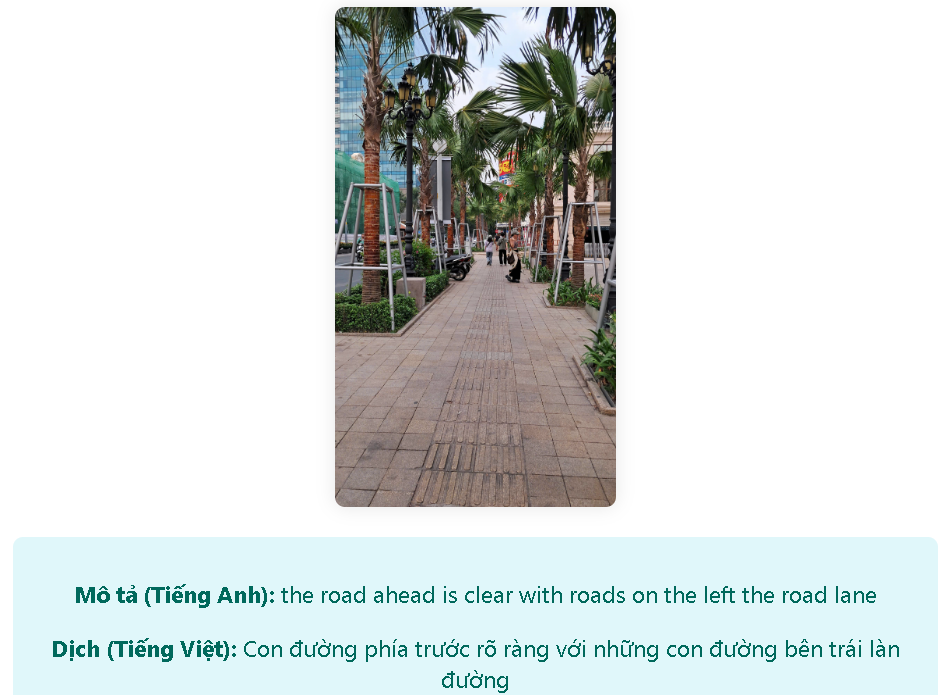 Mô tả (Tiếng Anh): the road ahead is clear with roads on the left the road lane
Dịch (Tiếng Việt): Con đường phía trước rõ ràng với những con đường bên trái làn
đường